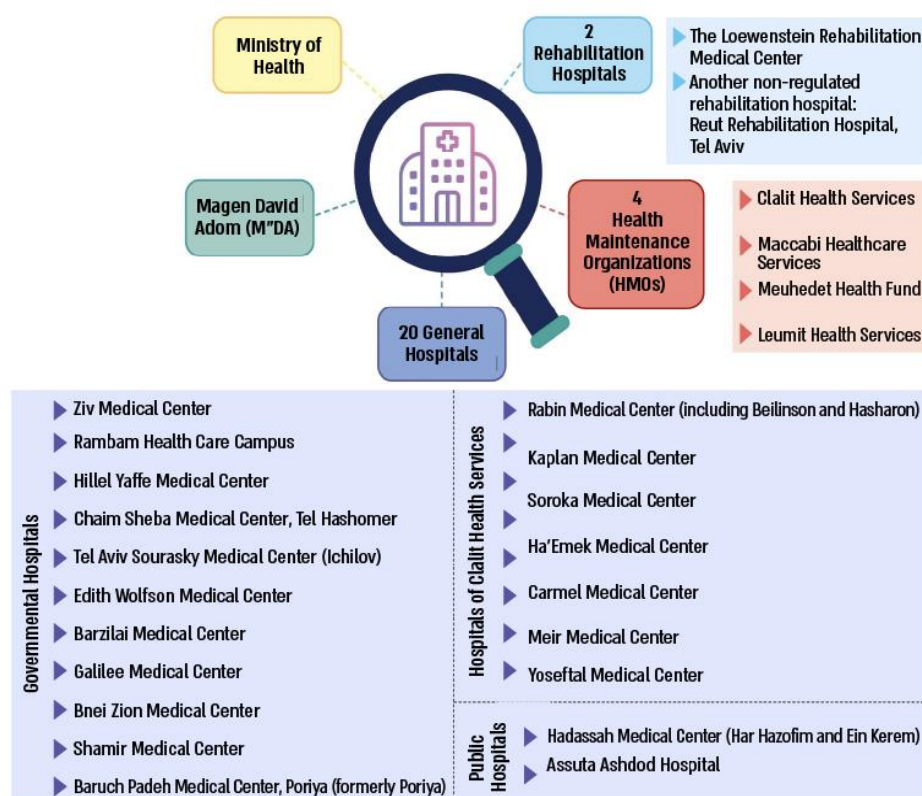 Ministry of
Health
2
Rehabilitation
Hospitals
The Loewenstein Rehabilitation
Medical Center
Another non-regulated
rehabilitation hospital:
Reut Rehabilitation Hospital,
Tel Aviv
Magen David
Adom (M"DA)
4
Health
Maintenance
Organizations
(HMOs)
Clalit Health Services
Maccabi Healthcare
Services
Meuhedet Health Fund
Leumit Health Services
20 General
Hospitals
Governmental Hospitals
Ziv Medical Center
Rambam Health Care Campus
Hillel Yaffe Medical Center
Chaim Sheba Medical Center, Tel Hashomer
Tel Aviv Sourasky Medical Center (Ichilov)
Edith Wolfson Medical Center
Barzilai Medical Center
Galilee Medical Center
Bnei Zion Medical Center
Shamir Medical Center
Baruch Padeh Medical Center, Poriya (formerly Poriya)
Hospitals of Clalit Health Services
Rabin Medical Center (including Beilinson and Hasharon)
Kaplan Medical Center
Soroka Medical Center
Ha'Emek Medical Center
Carmel Medical Center
Meir Medical Center
Yoseftal Medical Center
Public
Hospitals
Hadassah Medical Center (Har Hazofim and Ein Kerem)
Assuta Ashdod Hospital